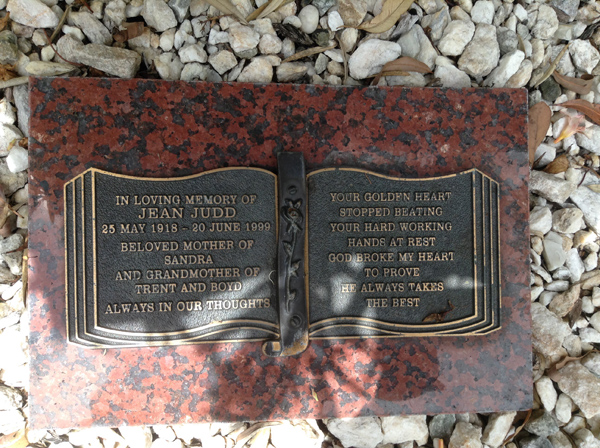 IN LOVING MEMORY OF
JEAN JUDD
25 MAY 1918 - 20 JUNE 1999
BELOVED MOTHER OF
SANDRA
AND GRANDMOTHER OF
TRENT AND BOYD
ALWAYS IN OUR THOUGHTS
YOUR GOLDEN HEART
STOPPED BEATING
YOUR HARD WORKING
HANDS AT REST
GOD BROKE MY HEART
TO PROVE
HE ALWAYS TAKES
THE BEST